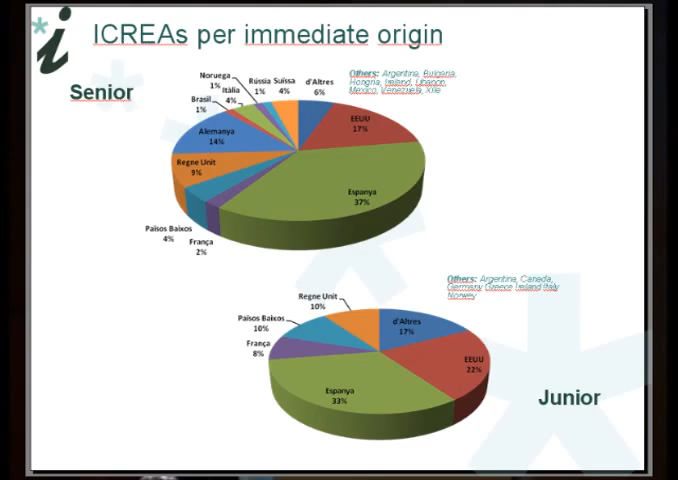 i
ICREAs per immediate origin
Senior
Others: Argentina, Bulgaria,
Hongria, Ireland, Libanon,
Mexico, Venezuela, Xile
Noruega
1%
Itàlia
4%
Rússia
1%
Suïssa
4%
d'Altres
6%
Brasil
1%
EEUU
17%
Alemanya
14%
Regne Unit
9%
Espanya
37%
Països Baixos
4%
França
2%
Others: Argentina, Canada,
Germany, Greece, Ireland, Italy,
Norwey
Regne Unit
10%
Països Baixos
10%
d'Altres
17%
França
8%
EEUU
22%
Espanya
33%
Junior